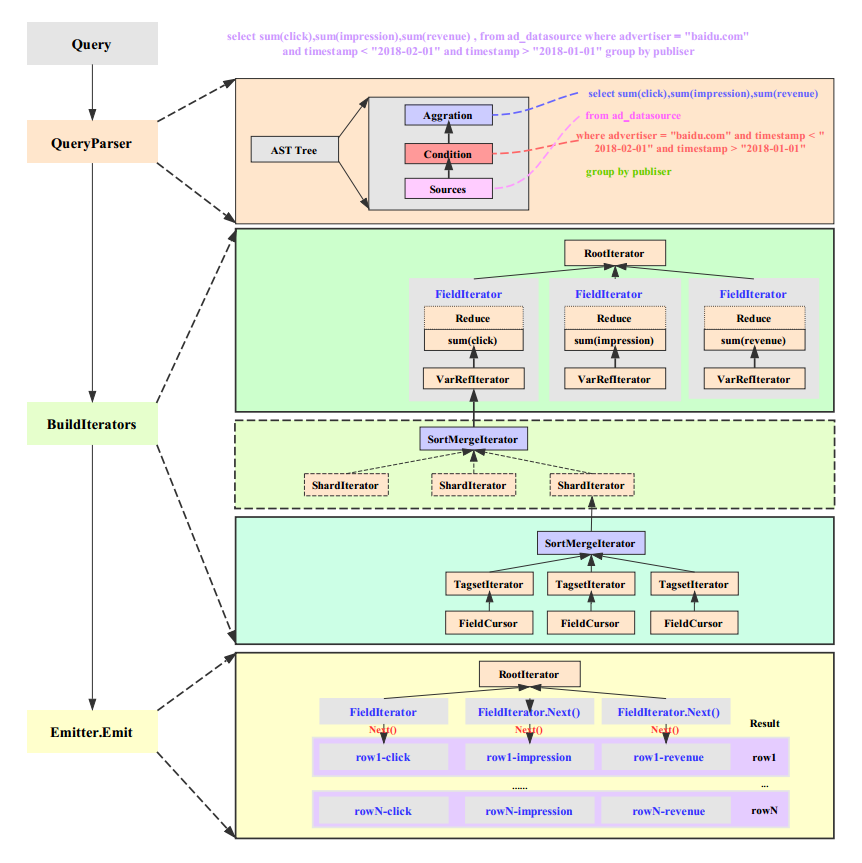 Query
select sum(click),sum(impression),sum(revenue) , from ad_datasource where advertiser = "baidu.com"
and timestamp < "2018-02-01" and timestamp > "2018-01-01" group by publiser
QueryParser
AST Tree
Aggration
Condition
Sources
select sum(click),sum(impression),sum(revenue)
from ad_datasource
where advertiser = "baidu.com" and timestamp < "
2018-02-01" and timestamp > "2018-01-01"
group by publiser
BuildIterators
RootIterator
FieldIterator FieldIterator FieldIterator
Reduce Reduce Reduce
sum(click) sum(impression) sum(revenue)
VarRefIterator VarRefIterator VarRefIterator
SortMergeIterator
ShardIterator ShardIterator ShardIterator
SortMergeIterator
TagsetIterator TagsetIterator TagsetIterator
FieldCursor FieldCursor FieldCursor
Emitter.Emit
RootIterator
FieldIterator FieldIterator.Next() FieldIterator.Next()
Result
Next() Next() Next()
row1-click row1-impression row1-revenue row1
...... ...
rowN-click rowN-impression rowN-revenue rowN